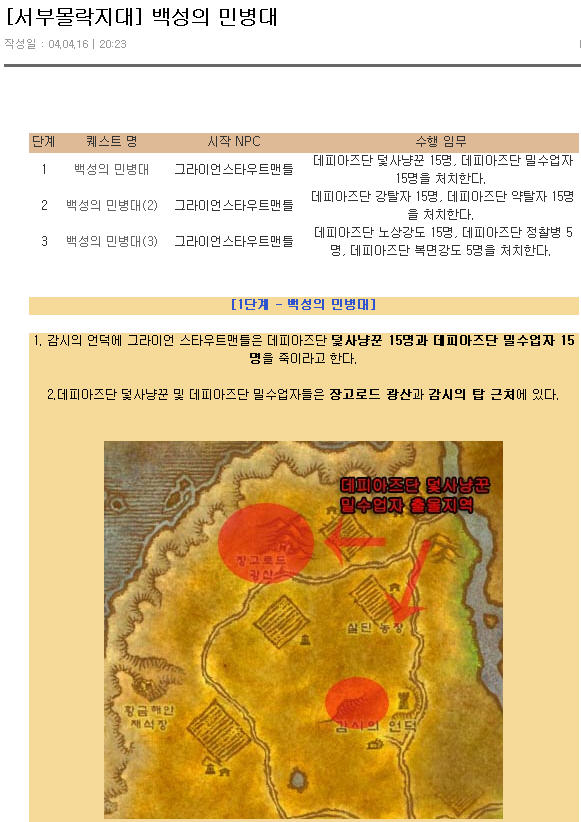 [서부몰락지대] 백성의 민병대
작성일 : 04.04.16 | 20:23
단계 퀘스트 명 시작 NPC 수행 임무
1 백성의 민병대 그라이언스타우트맨틀 데피아즈단 덫사냥꾼 15명, 데피아즈단 밀수업자
15명을 처치한다.
2 백성의 민병대(2) 그라이언스타우트맨틀 데피아즈단 강탈자 15명, 데피아즈단 약탈자 15명
을 처치한다.
3 백성의 민병대(3) 그라이언스타우트맨틀 데피아즈단 노상강도 15명, 데피아즈단 정찰병 5
명, 데피아즈단 복면강도 5명을 처치한다.
[1단계 - 백성의 민병대]
1. 감시의 언덕에 그라이언 스타우트맨틀은 데피아즈단 덫사냥꾼 15명과 데피아즈단 밀수업자 15
명을 죽이라고 한다.
2.데피아즈단 덫사냥꾼 및 데피아즈단 밀수업자들은 장고로드 광산과 감시의 탑 근처에 있다.
데피아즈단 덫사냥꾼
밀수업자 출몰지역
장고로드
광산
살딘 농장
황금해안
채석장
감시의 언덕